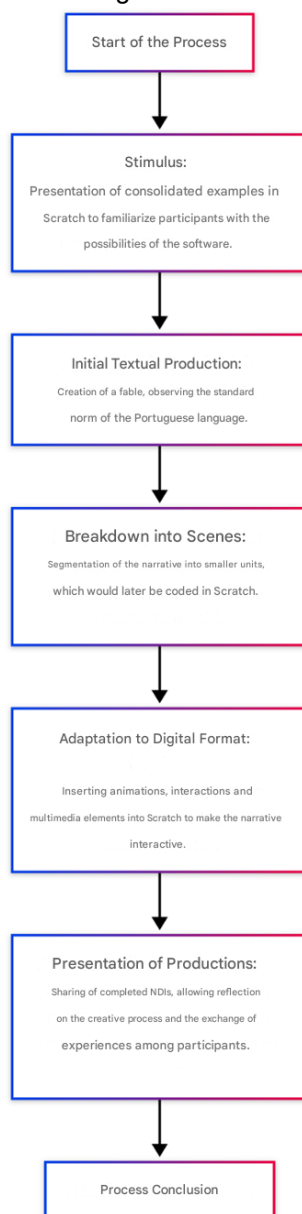 Start of the Process
Stimulus:
Presentation of consolidated examples in
Scratch to familiarize participants with the
possibilities of the software.
Initial Textual Production:
Creation of a fable, observing the standard
norm of the Portuguese language.
Breakdown into Scenes:
Segmentation of the narrative into smaller units,
which would later be coded in Scratch.
Adaptation to Digital Format:
Inserting animations, interactions and
multimedia elements into Scratch to make the narrative
interactive.
Presentation of Productions:
Sharing of completed NDIs, allowing reflection
on the creative process and the exchange of
experiences among participants.
Process Conclusion